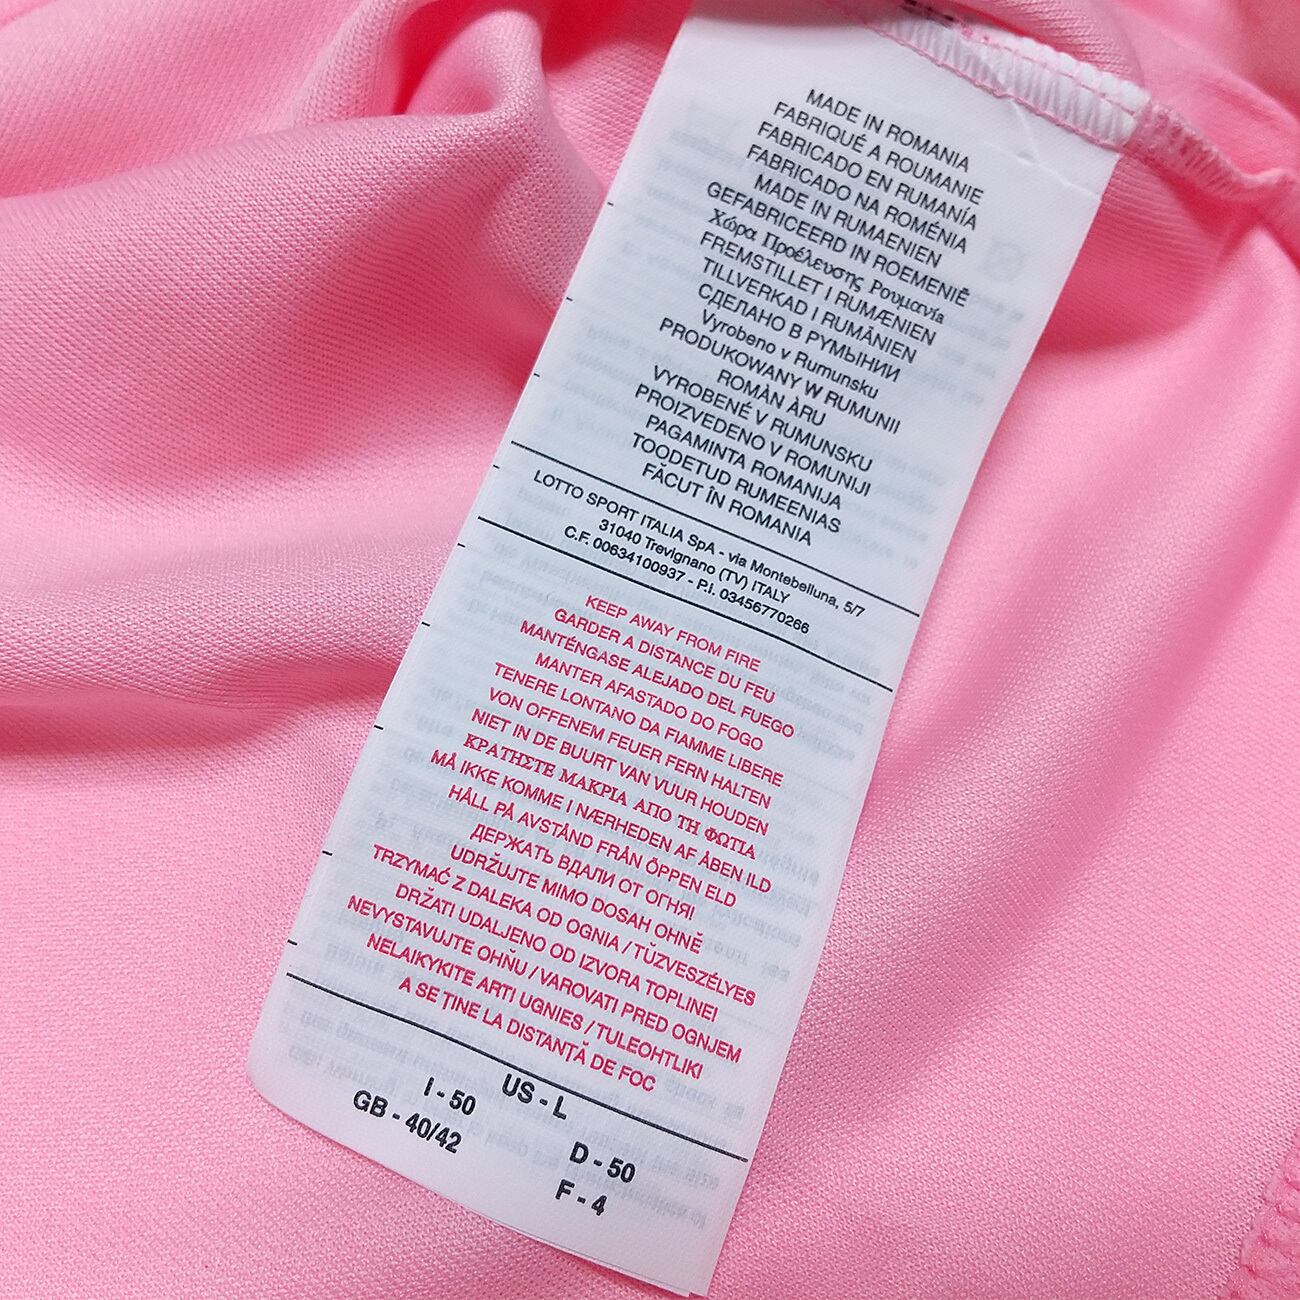 MADE IN ROMANIA
FABRIQUÉ A ROUMANIE
FABRICADO EN RUMANÍA
FABRICADO NA ROMÉNIA
MADE IN RUMAENIEN
GEFABRICEERD IN ROEMENIË
Χώρα Προέλευσης Ρουμανία
FREMSTILLET I RUMÆNIEN
TILLVERKAD I RUMÄNIEN
СДЕЛАНО В РУМЫНИИ
Vyrobeno v Rumunsku
PRODUKOWANY W RUMUNII
ROMÀN ÀRU
VYROBENÉ V RUMUNSKU
PROIZVEDENO V ROMUNIJI
PAGAMINTA ROMANIJA
TOODETUD RUMEENIAS
FĂCUT ÎN ROMANIA
LOTTO SPORT ITALIA SpA - via Montebelluna, 5/7
31040 Trevignano (TV) ITALY
C.F. 00634100937 - P.i. 03456770266
KEEP AWAY FROM FIRE
GARDER A DISTANCE DU FEU
MANTÉNGASE ALEJADO DEL FUEGO
MANTER AFASTADO DO FOGO
TENERE LONTANO DA FIAMME LIBERE
VON OFFENEM FEUER FERN HALTEN
NIET IN DE BUURT VAN VUUR HOUDEN
ΚΡΑΤΗΣΤΕ ΜΑΚΡΙΑ ΑΠΟ ΤΗ ΦΩΤΙΑ
MÅ IKKE KOMME I NÆRHEDEN AF ÅBEN ILD
HÅLL PÅ AVSTÅND FRÅN ÖPPEN ELD
ДЕРЖАТЬ ВДАЛИ ОТ ОГНЯ!
UDRŽUJTE MIMO DOSAH OHNĚ
TRZYMAĆ Z DALEKA OD OGNIA / TŰZVESZÉLYES
DRŽATI UDALJENO OD IZVORA TOPLINEI
NEVYSTAVUJTE OHŇU / VAROVATI PRED OGNJEM
NELAIKYKITE ARTI UGNIES / TULEOHTLIKI
A SE ȚINE LA DISTANȚĂ DE FOC
US - L
I - 50 D - 50
GB - 40/42 F - 4